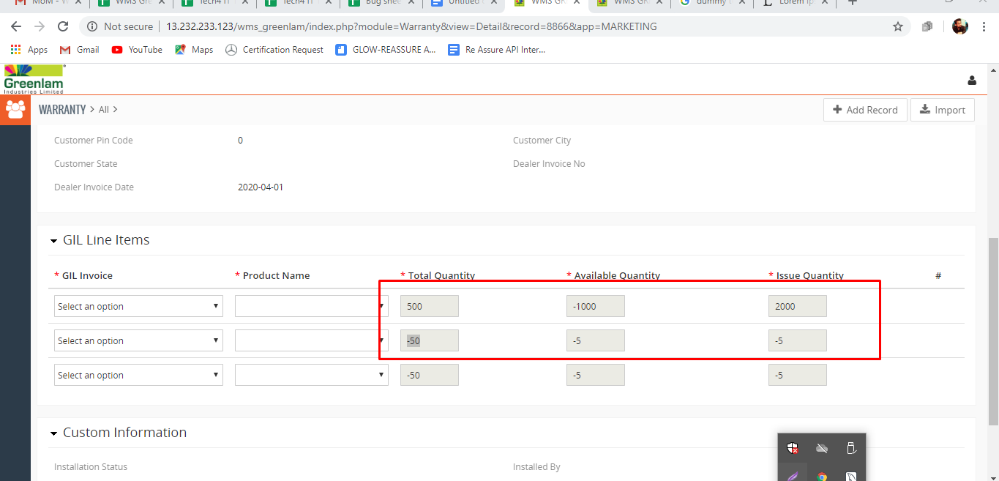 MoM - W
WMS Gre
Tech4 IT
Tech4 IT
Bug shee
Untitled
WMS GR
WMS GR
dummy t
Lorem Ip
Not secure
13.232.233.123/wms_greenlam/index.php?module=Warranty&view=Detail&record=8866&app=MARKETING
Apps
Gmail
YouTube
Maps
Certification Request
GLOW-REASSURE A...
Re Assure API Inter...
Greenlam
Industries Limited
WARRANTY > All >
+ Add Record
Import
Customer Pin Code 0 Customer City
Customer State Dealer Invoice No
Dealer Invoice Date 2020-04-01
GIL Line Items
* GIL Invoice * Product Name * Total Quantity * Available Quantity * Issue Quantity #
Select an option 500 -1000 2000
Select an option -50 -5 -5
Select an option -50 -5 -5
Custom Information
Installation Status Installed By